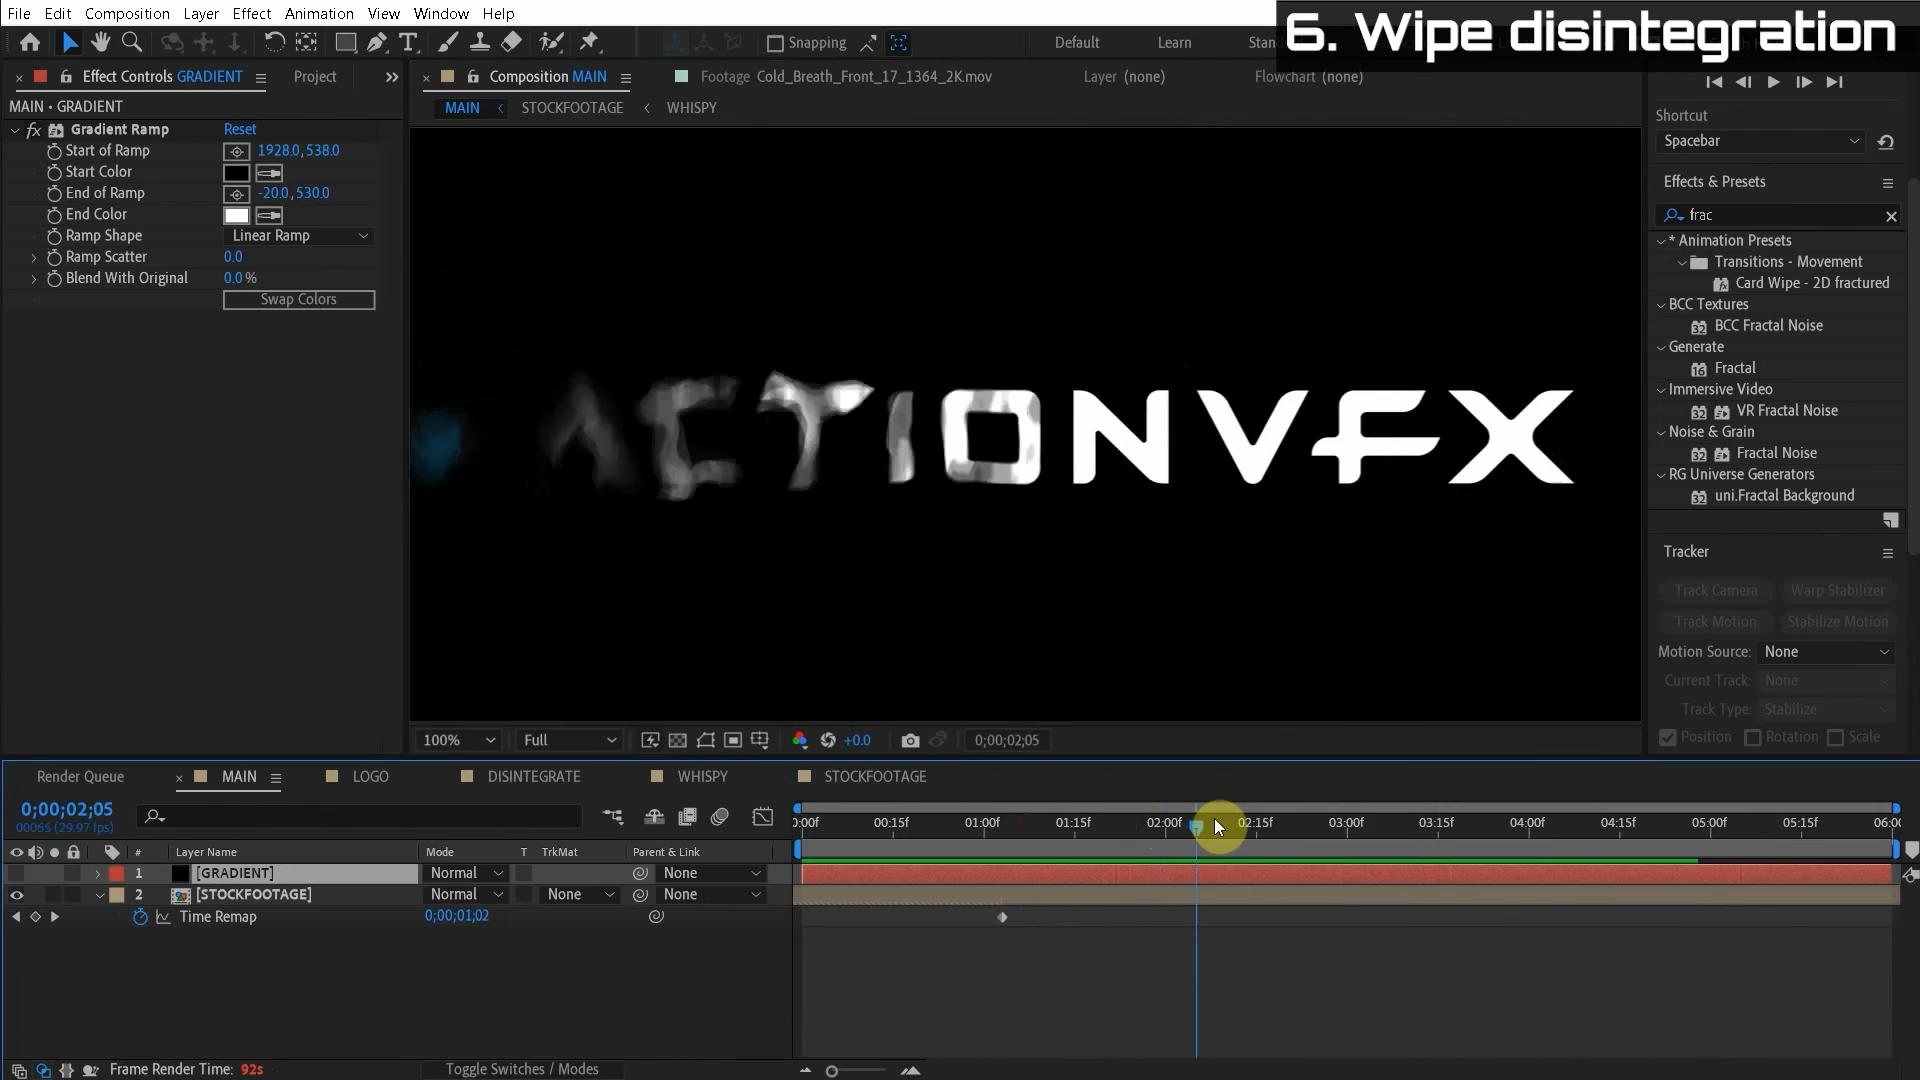 File Edit Composition Layer Effect Animation View Window Help
6. Wipe disintegration
Snapping
Default Learn
Effect Controls GRADIENT
Project
Composition MAIN
Footage Cold_Breath_Front_17_1364_2K.mov
Layer (none)
Flowchart (none)
MAIN • GRADIENT
MAIN STOCKFOOTAGE WHISPY
fx Gradient Ramp Reset
Start of Ramp 1928.0, 538.0
Start Color
End of Ramp -20.0, 530.0
End Color
Ramp Shape Linear Ramp
Ramp Scatter 0.0
Blend With Original 0.0 %
Swap Colors
ACTIONVFX
Shortcut
Spacebar
Effects & Presets
frac
* Animation Presets
Transitions - Movement
Card Wipe - 2D fractured
BCC Textures
BCC Fractal Noise
Generate
Fractal
Immersive Video
VR Fractal Noise
Noise & Grain
Fractal Noise
RG Universe Generators
uni.Fractal Background
Tracker
Track Camera Warp Stabilizer
Track Motion Stabilize Motion
Motion Source: None
Current Track: None
Track Type: Stabilize
Position Rotation Scale
100% Full +0.0 0;00;02;05
Render Queue MAIN LOGO DISINTEGRATE WHISPY STOCKFOOTAGE
0;00;02;05
00065 (29.97 fps)
0:00f 00:15f 01:00f 01:15f 02:00f 02:15f 03:00f 03:15f 04:00f 04:15f 05:00f 05:15f 06:00
# Layer Name Mode T TrkMat Parent & Link
1 [GRADIENT] Normal None
2 [STOCKFOOTAGE] Normal None None
Time Remap 0;00;01;02
Frame Render Time: 92s
Toggle Switches / Modes